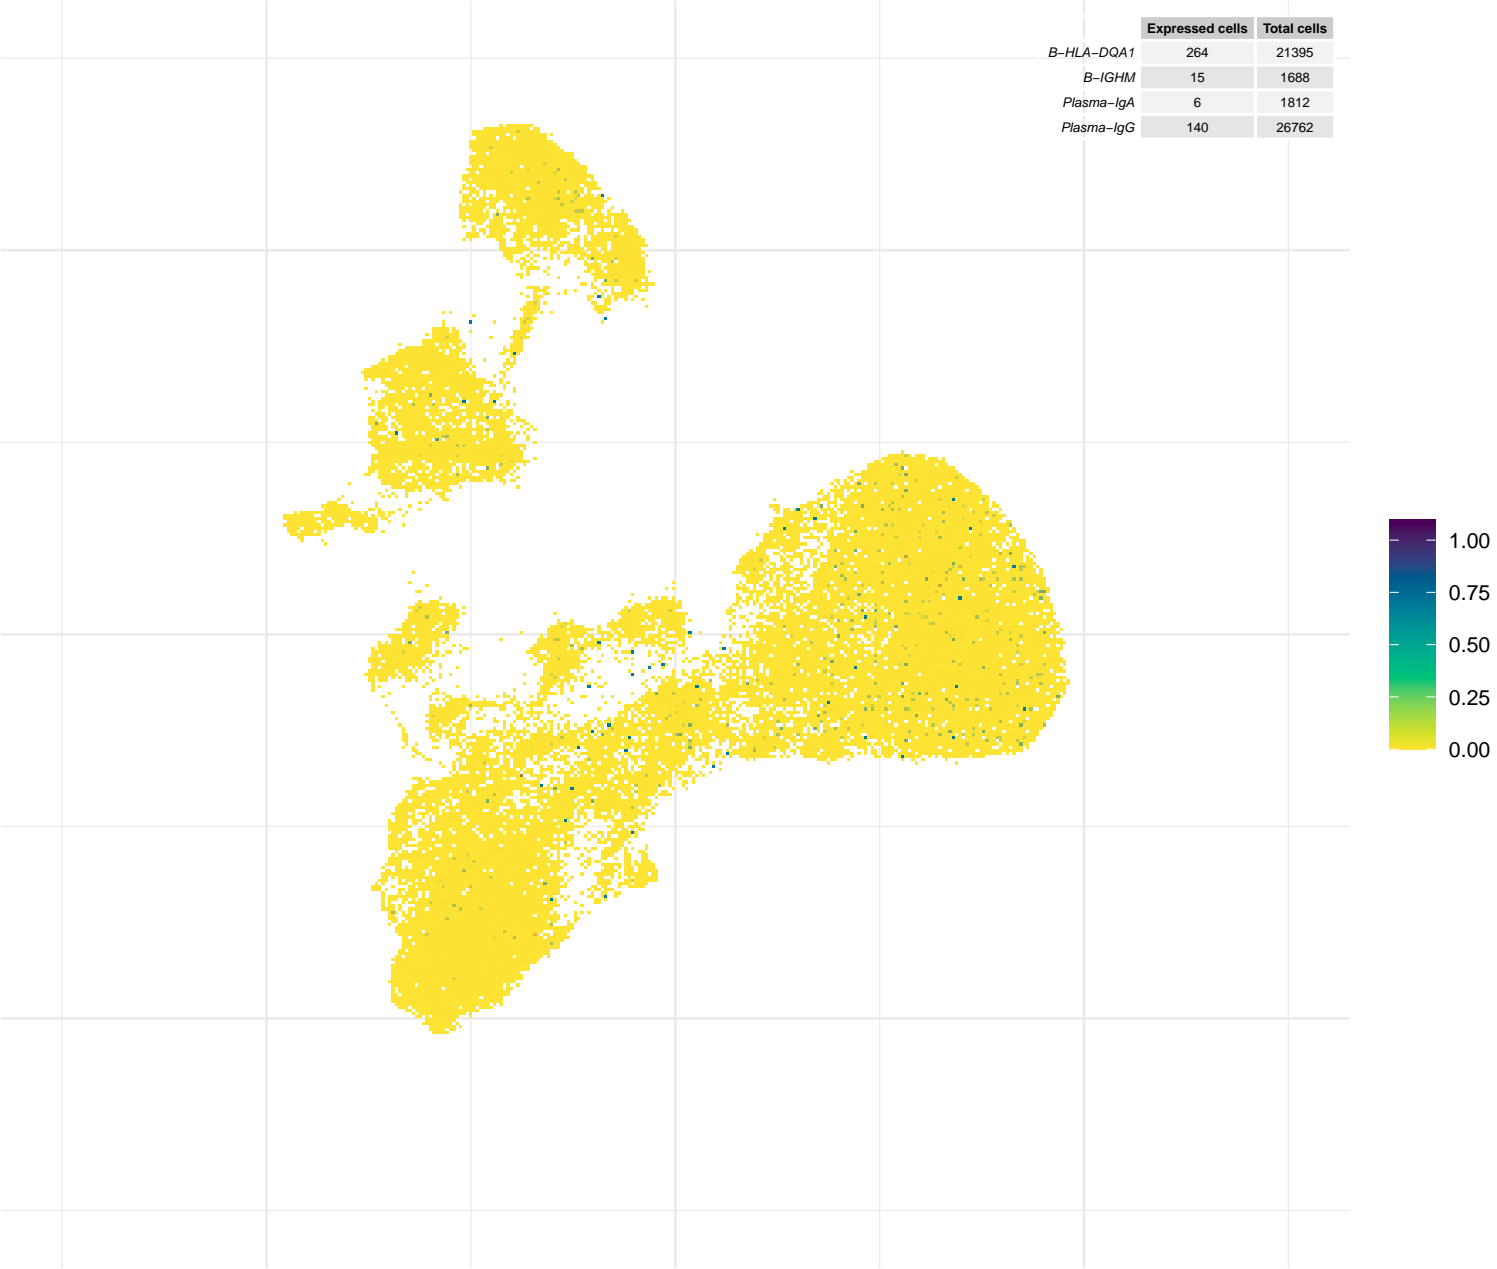 Expressed cells Total cells
B−HLA−DQA1 264 21395
B−IGHM 15 1688
Plasma−IgA 6 1812
Plasma−IgG 140 26762
1.00
0.75
0.50
0.25
0.00